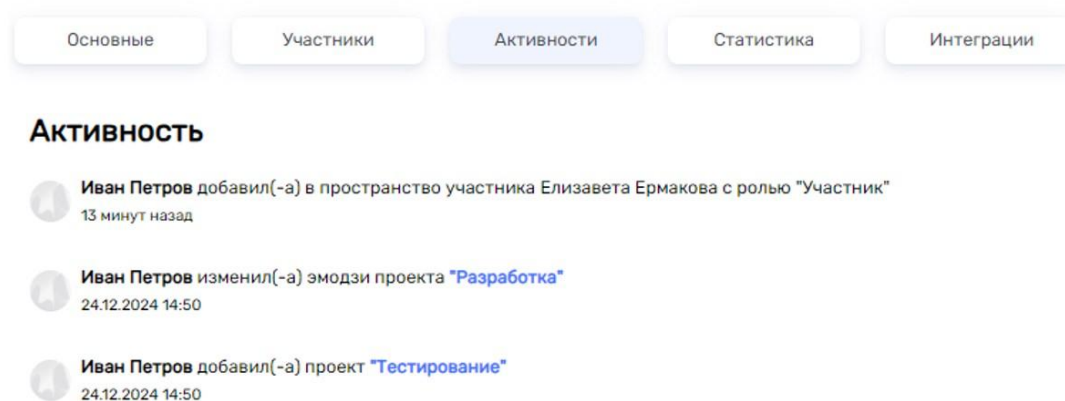 Основные Участники Активности Статистика Интеграции
Активность
Иван Петров добавил(-а) в пространство участника Елизавета Ермакова с ролью "Участник"
13 минут назад
Иван Петров изменил(-а) эмодзи проекта "Разработка"
24.12.2024 14:50
Иван Петров добавил(-а) проект "Тестирование"
24.12.2024 14:50